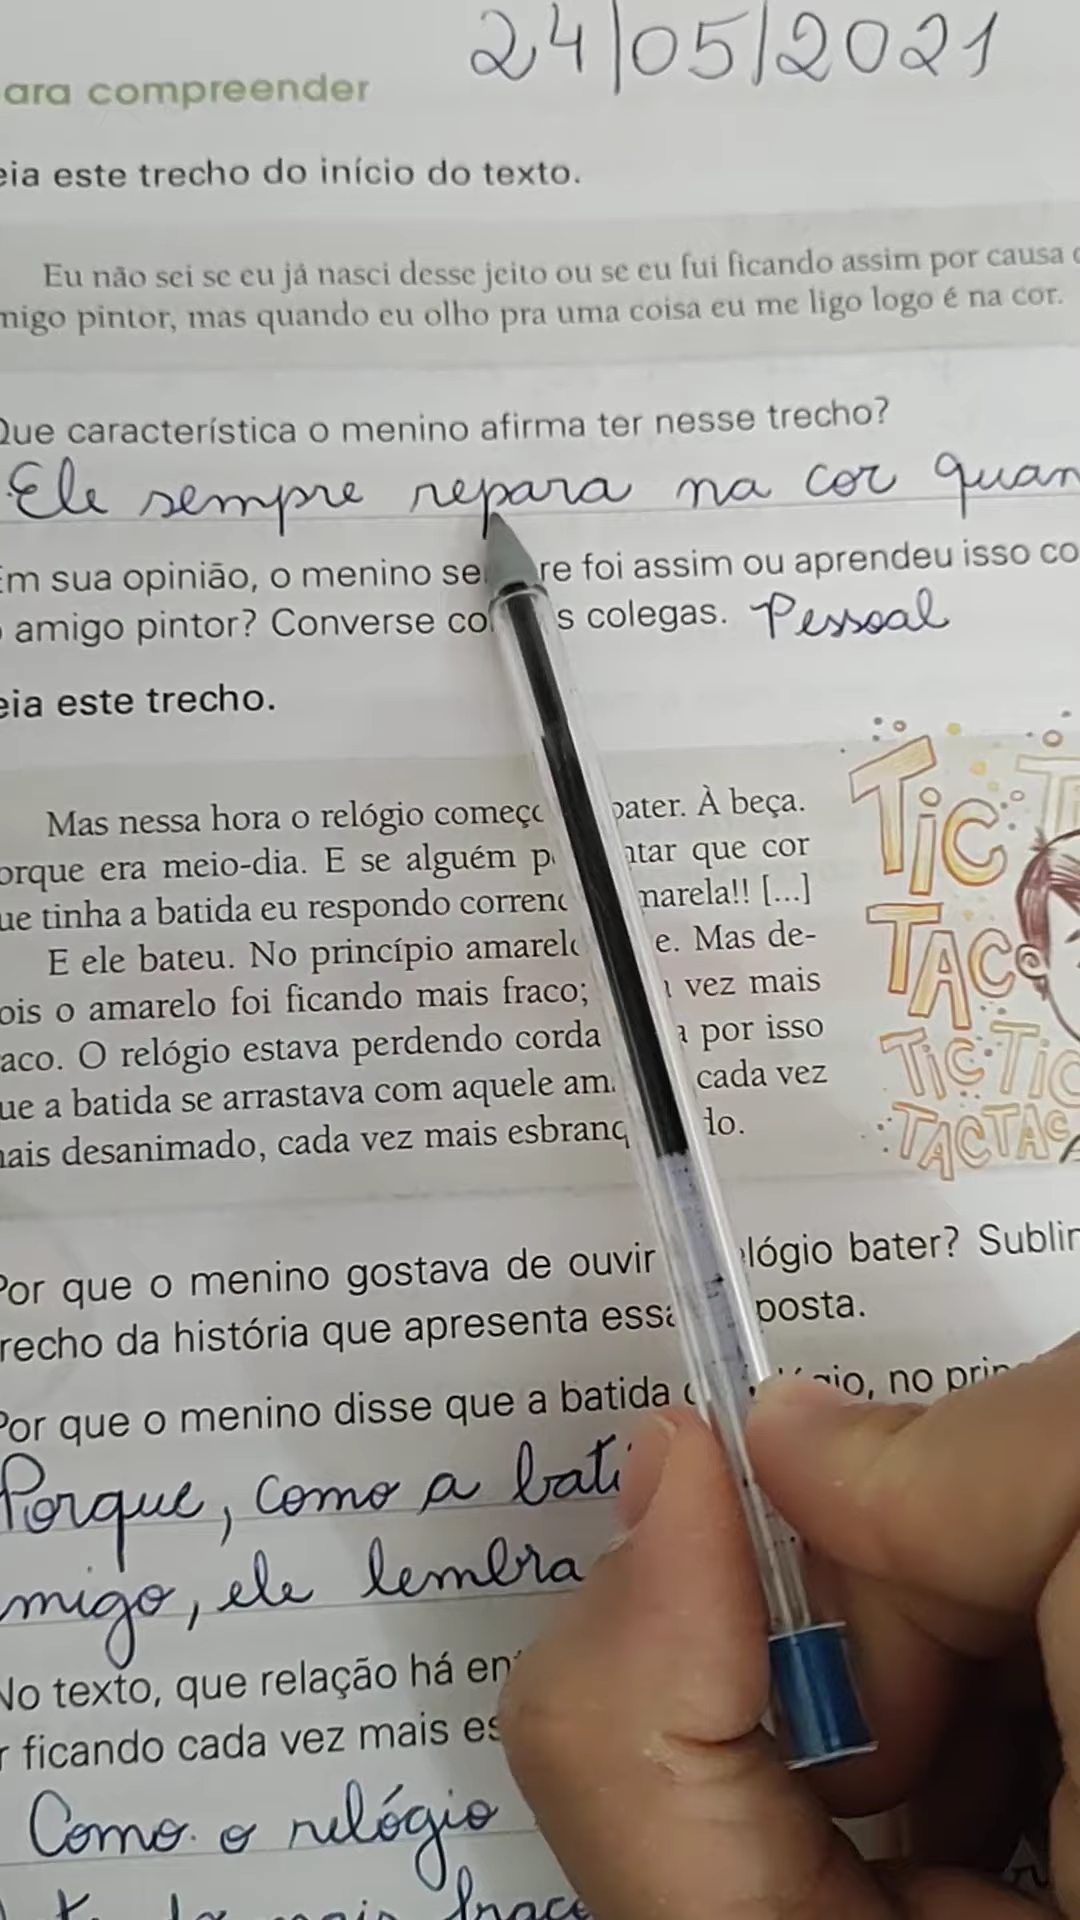 24/05/2021
ara compreender
eia este trecho do início do texto.
Eu não sei se eu já nasci desse jeito ou se eu fui ficando assim por causa
migo pintor, mas quando eu olho pra uma coisa eu me ligo logo é na cor.
Que característica o menino afirma ter nesse trecho?
Ele sempre repara na cor quan
Em sua opinião, o menino se re foi assim ou aprendeu isso co
amigo pintor? Converse co s colegas. Pessoal
eia este trecho.
Mas nessa hora o relógio começo bater. À beça.
orque era meio-dia. E se alguém p ntar que cor
ue tinha a batida eu respondo correnc marela!! [...]
E ele bateu. No princípio amarelo e. Mas de-
ois o amarelo foi ficando mais fraco; vez mais
aco. O relógio estava perdendo corda a por isso
ue a batida se arrastava com aquele am cada vez
ais desanimado, cada vez mais esbranq do.
TIC
TAC
TIC TIC
TACTAC
Por que o menino gostava de ouvir lógio bater? Sublin
recho da história que apresenta essa posta.
Por que o menino disse que a batida gio, no prin
Porque, como a bati
migo, ele lembra
No texto, que relação há en
r ficando cada vez mais es
Como o relógio
mais frac